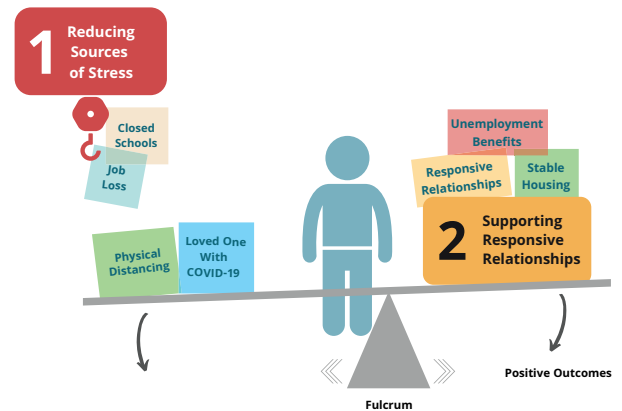 1
Reducing
Sources
of Stress
Closed
Schools
Job
Loss
Physical
Distancing
Loved One
With
COVID-19
Unemployment
Benefits
Responsive
Relationships
Stable
Housing
2
Supporting
Responsive
Relationships
Positive Outcomes
Fulcrum